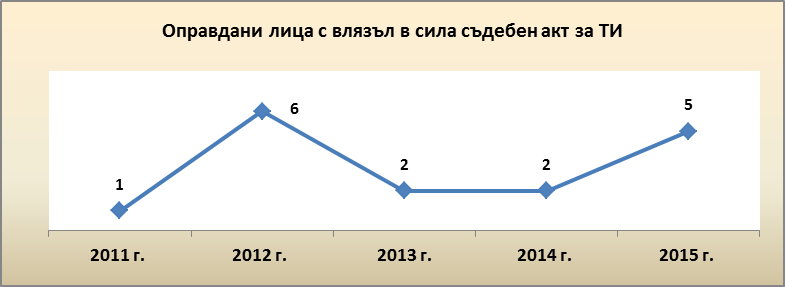 Оправдани лица с влязъл в сила съдебен акт за ТИ
1
6
2
2
5
2011 г.
2012 г.
2013 г.
2014 г.
2015 г.